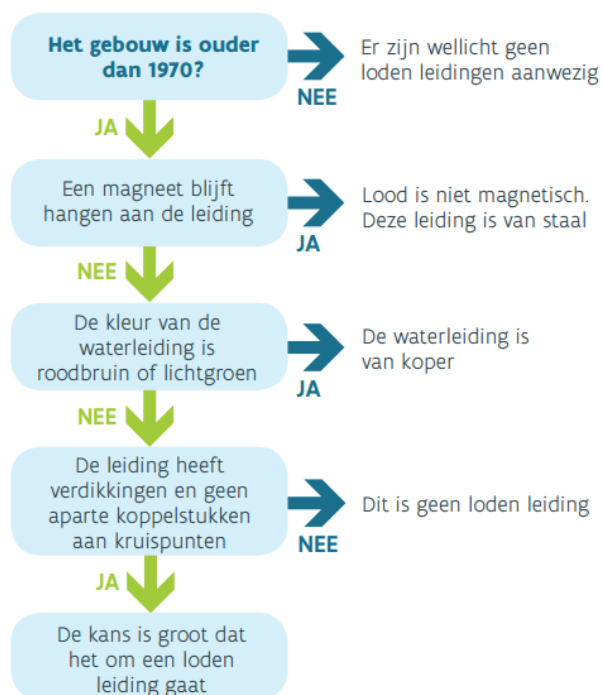 Het gebouw is ouder
dan 1970?
NEE
Er zijn wellicht geen
loden leidingen aanwezig
JA
Een magneet blijft
hangen aan de leiding
JA
Lood is niet magnetisch.
Deze leiding is van staal
NEE
De kleur van de
waterleiding is
roodbruin of lichtgroen
JA
De waterleiding is
van koper
NEE
De leiding heeft
verdikkingen en geen
aparte koppelstukken
aan kruispunten
NEE
Dit is geen loden leiding
JA
De kans is groot dat
het om een loden
leiding gaat